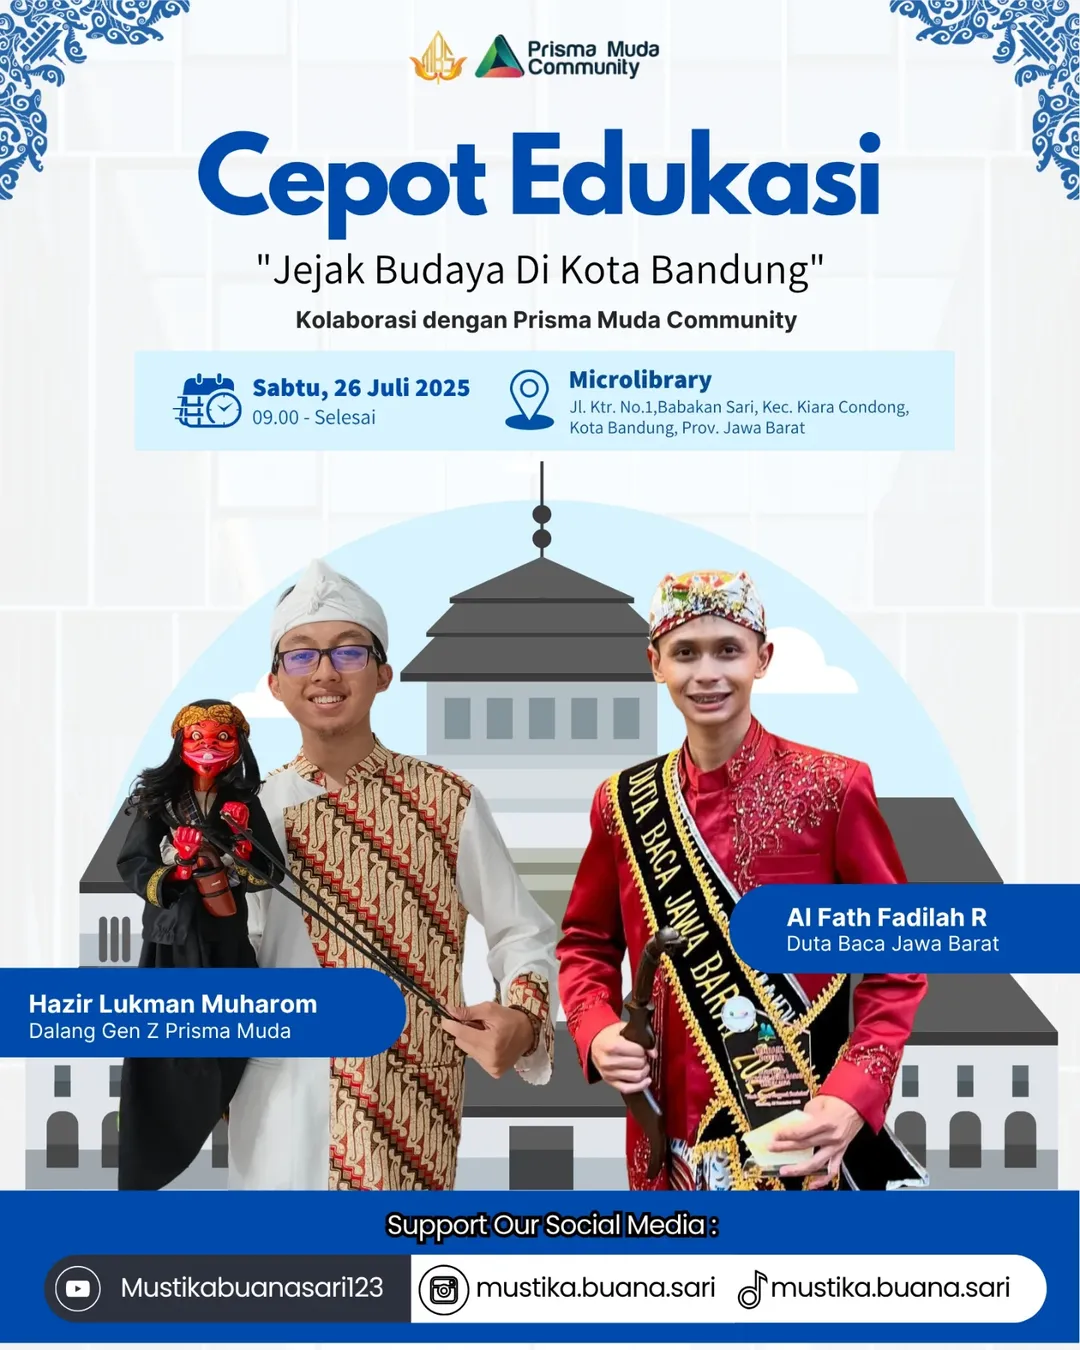 MBS
Prisma Muda
Community
Cepot Edukasi
"Jejak Budaya Di Kota Bandung"
Kolaborasi dengan Prisma Muda Community
Sabtu, 26 Juli 2025
09.00 - Selesai
Microlibrary
Jl. Ktr. No.1,Babakan Sari, Kec. Kiara Condong,
Kota Bandung, Prov. Jawa Barat
DUTA BACA JAWA BARAT
Al Fath Fadilah R
Duta Baca Jawa Barat
Hazir Lukman Muharom
Dalang Gen Z Prisma Muda
Support Our Social Media :
Mustikabuanasari123
mustika.buana.sari
mustika.buana.sari